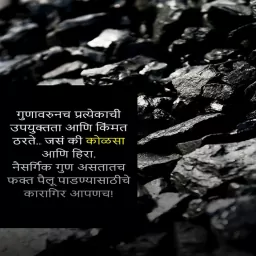 गुणावरुनच प्रत्येकाची
उपयुक्तता आणि किंमत
ठरते.. जसं की कोळसा
आणि हिरा.
नैसर्गिक गुण असतातच
फक्त पैलू पाडण्यासाठीचे
कारागिर आपणच!